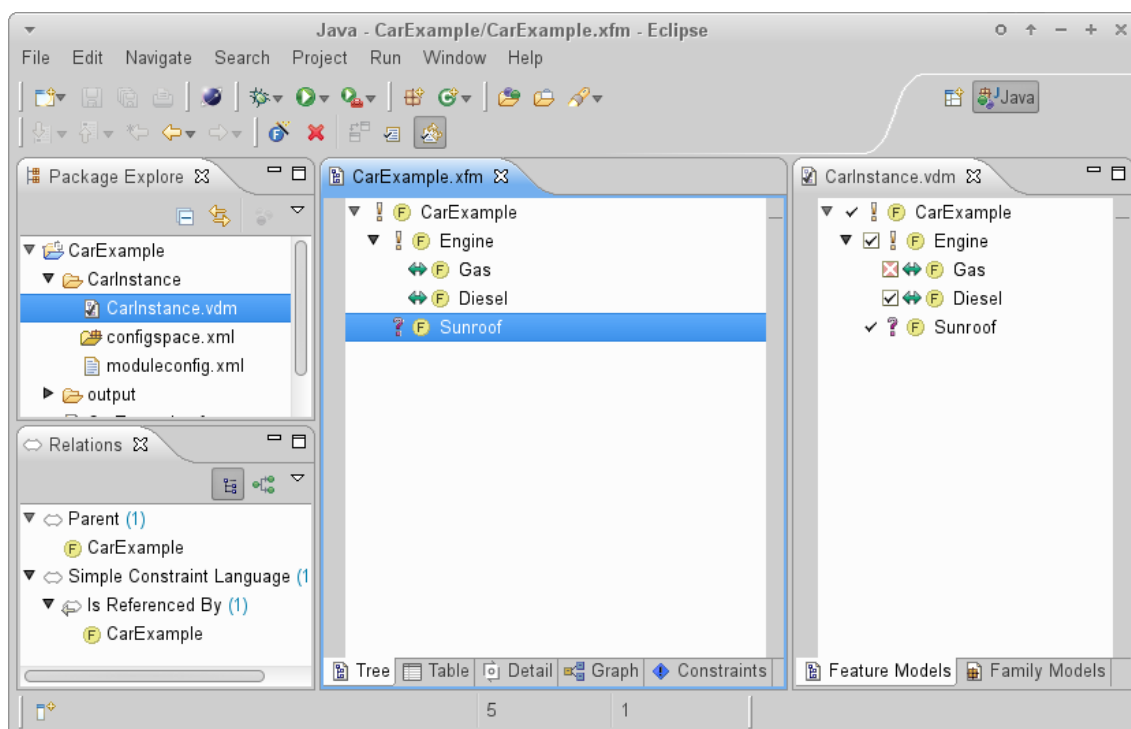 Java - CarExample/CarExample.xfm - Eclipse
File Edit Navigate Search Project Run Window Help
Java
Package Explore
CarExample
CarInstance
CarInstance.vdm
configspace.xml
moduleconfig.xml
output
Relations
Parent (1)
CarExample
Simple Constraint Language (1
Is Referenced By (1)
CarExample
CarExample.xfm
! F CarExample
! F Engine
F Gas
F Diesel
? F Sunroof
Tree Table Detail Graph Constraints
CarInstance.vdm
! F CarExample
! F Engine
F Gas
F Diesel
? F Sunroof
Feature Models Family Models
5 1